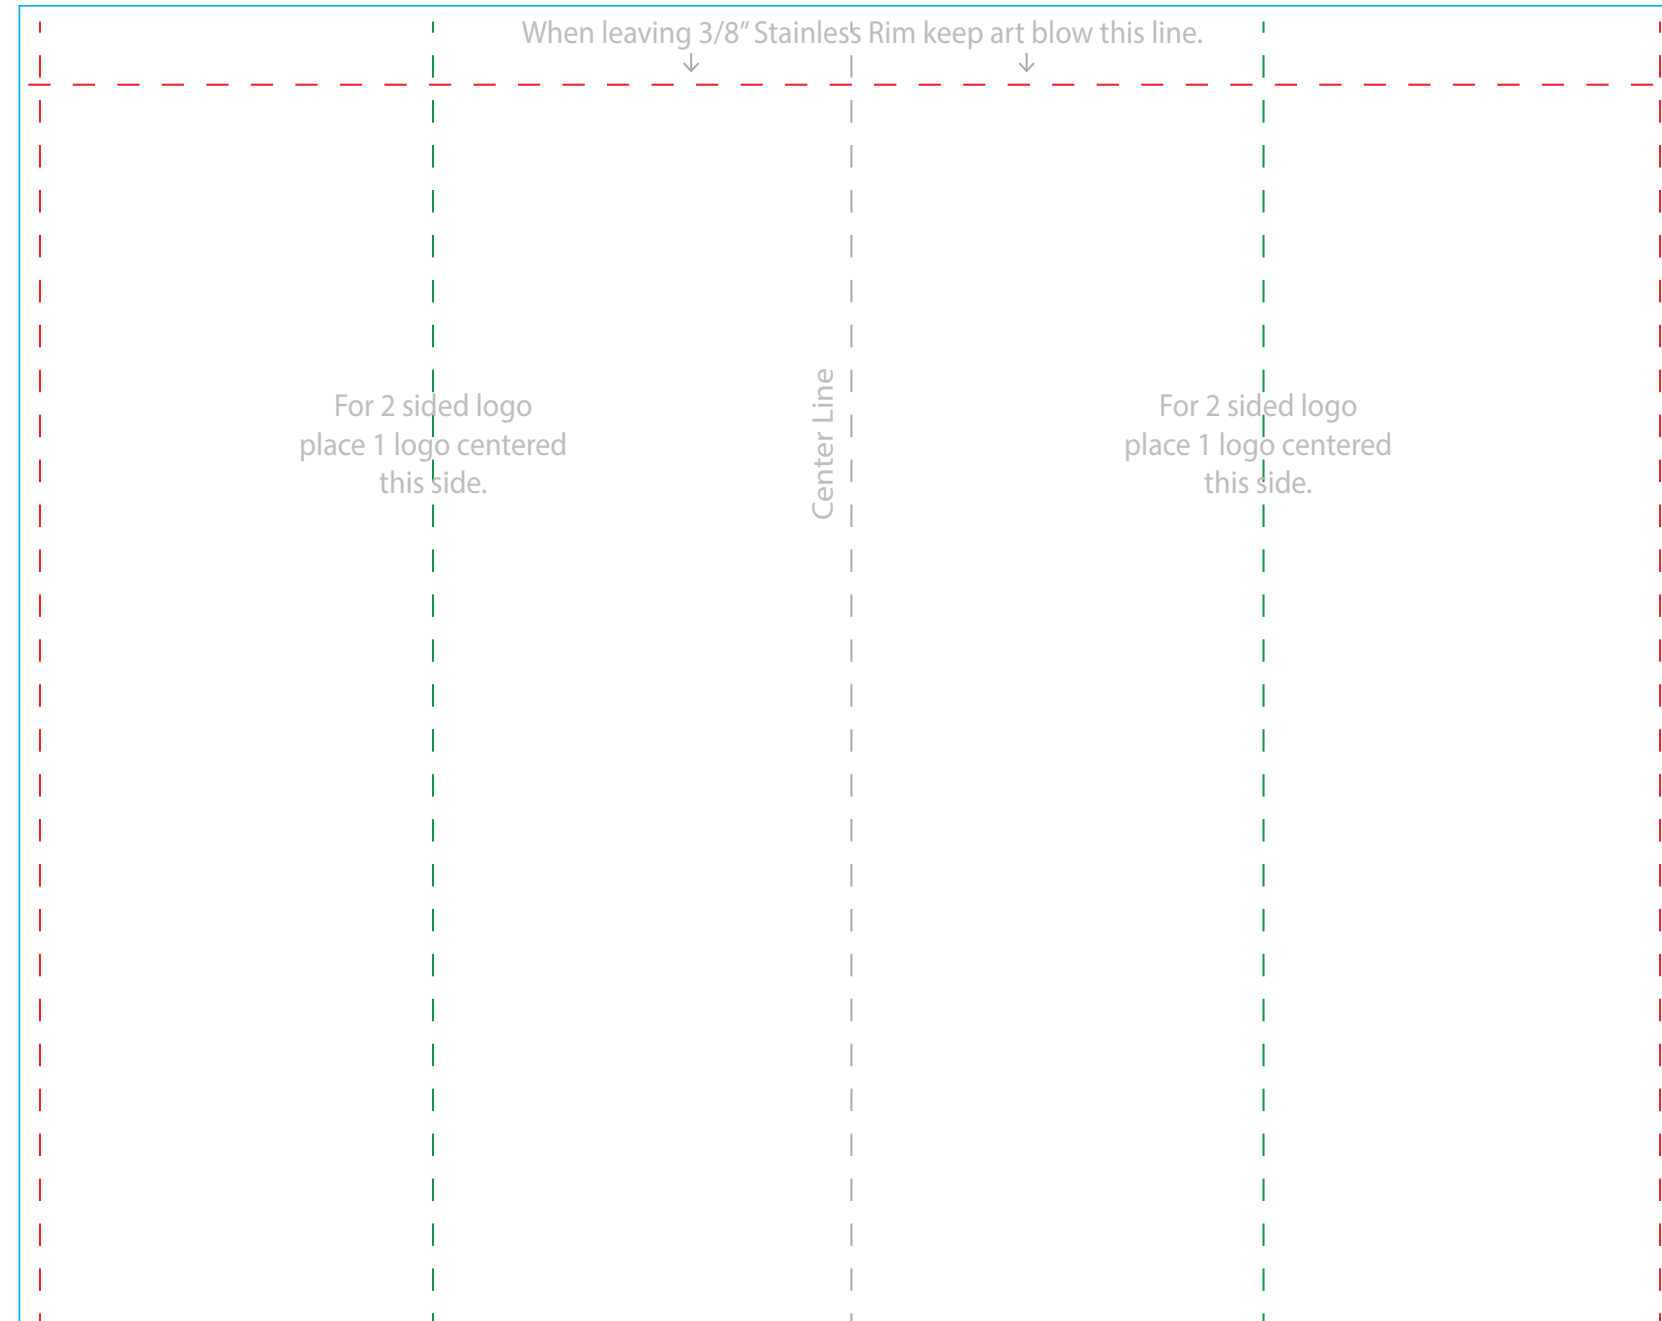 When leaving 3/8” Stainless Rim keep art blow this line.
For 2 sided logo
place 1 logo centered
this side.
Center Line
For 2 sided logo
place 1 logo centered
this side.